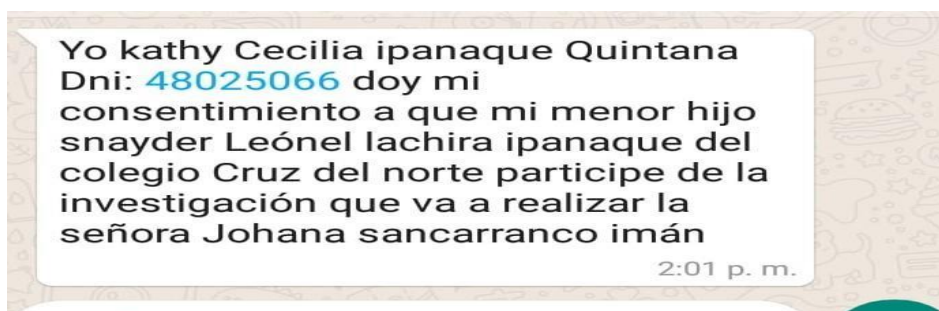 Yo kathy Cecilia ipanaque Quintana
Dni: 48025066 doy mi
consentimiento a que mi menor hijo
snayder Leónel lachira ipanaque del
colegio Cruz del norte participe de la
investigación que va a realizar la
señora Johana sancarranco imán
2:01 p. m.